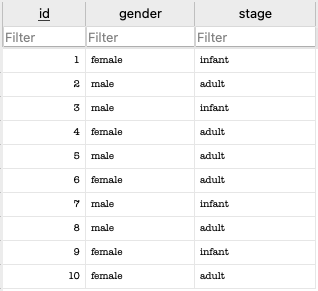 id gender stage
Filter Filter Filter
1 female infant
2 male adult
3 male infant
4 female adult
5 male adult
6 female adult
7 male infant
8 male adult
9 female infant
10 female adult